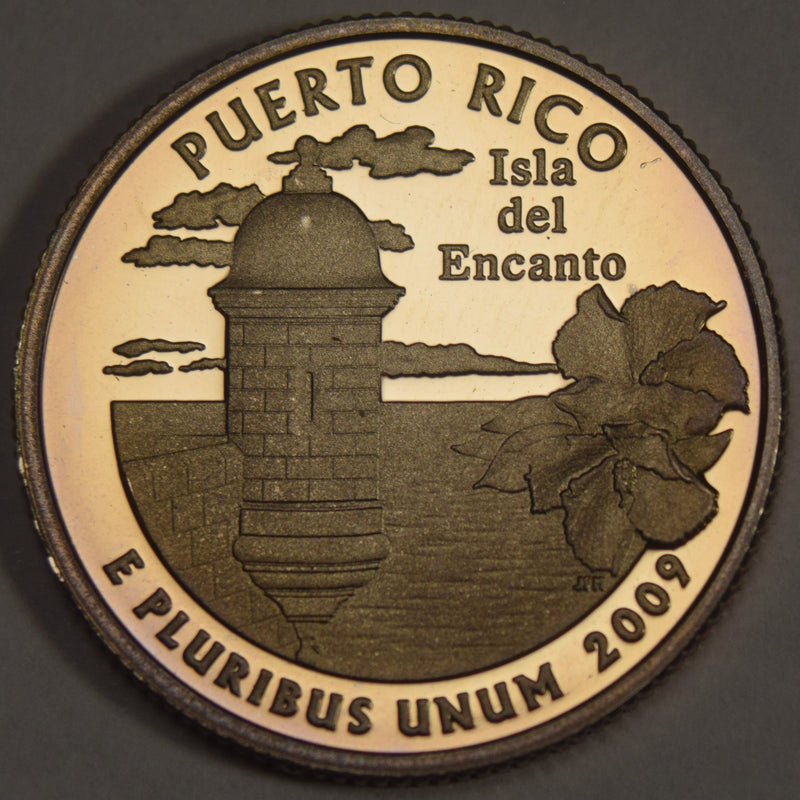 PUERTO RICO
Isla
del
Encanto
E PLURIBUS UNUM 2009